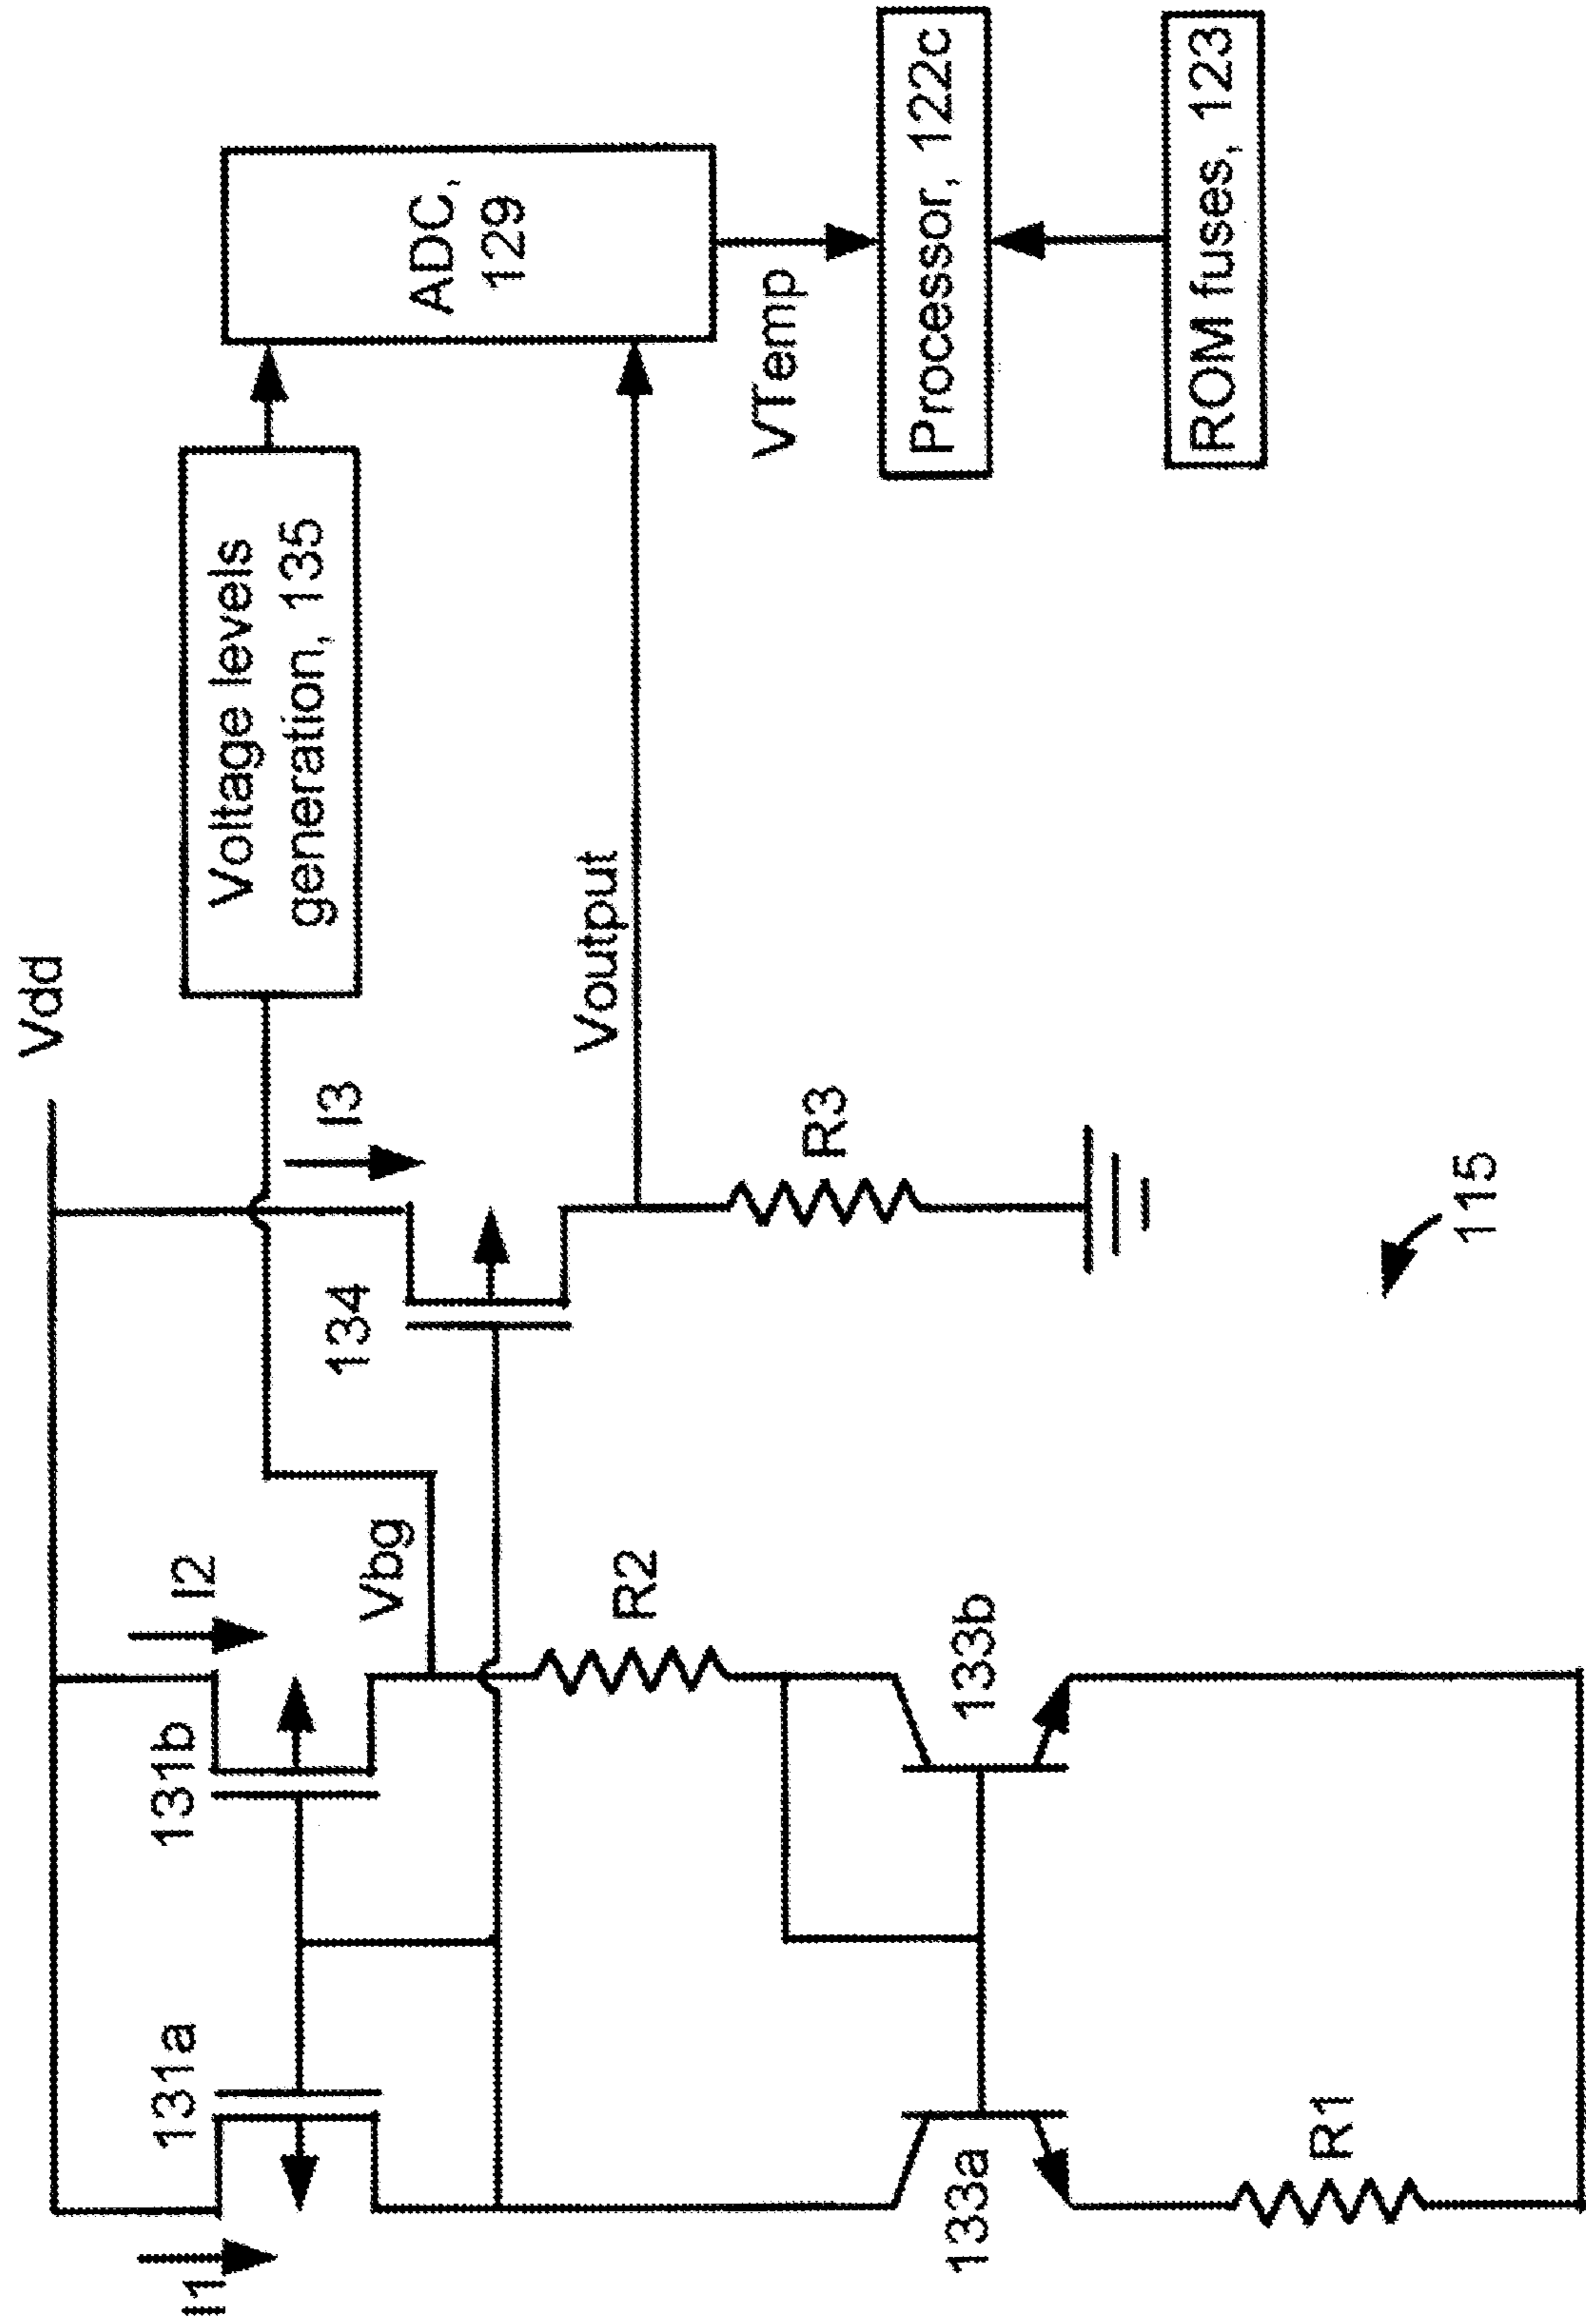 Vdd
I1
131a
131b
I2
Vbg
134
I3
Voltage levels
generation, 135
ADC,
129
Voutput
VTemp
R2
R3
Processor, 122c
133a
133b
ROM fuses, 123
R1
115